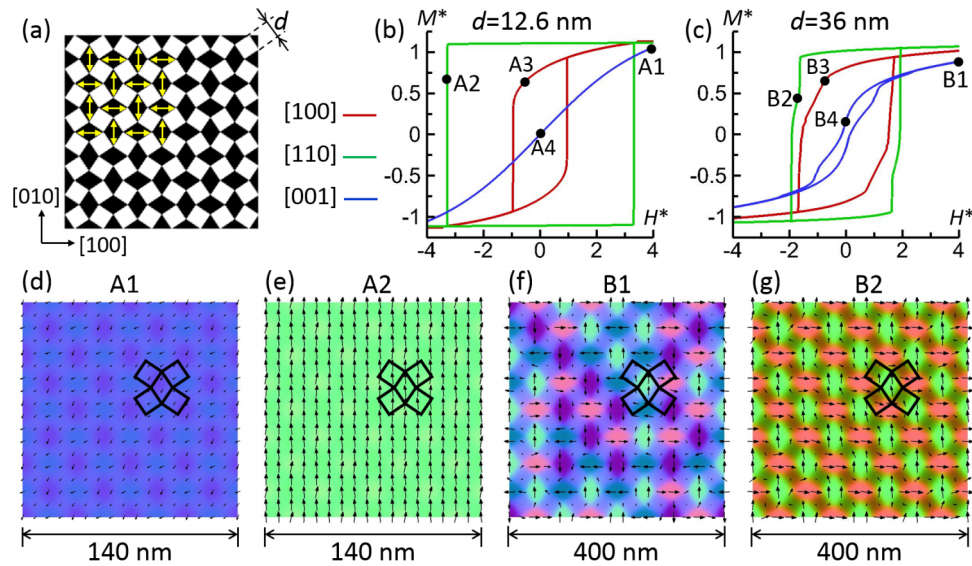 (a)
d
[100]
[110]
[001]
[010]
[100]
(b) M* d=12.6 nm
1
0.5
0
-0.5
-1
-4 -2 0 2 4
H*
A1
A2
A3
A4
(c) M* d=36 nm
1
0.5
0
-0.5
-1
-4 -2 0 2 4
H*
B1
B2
B3
B4
(d) A1
140 nm
(e) A2
140 nm
(f) B1
400 nm
(g) B2
400 nm